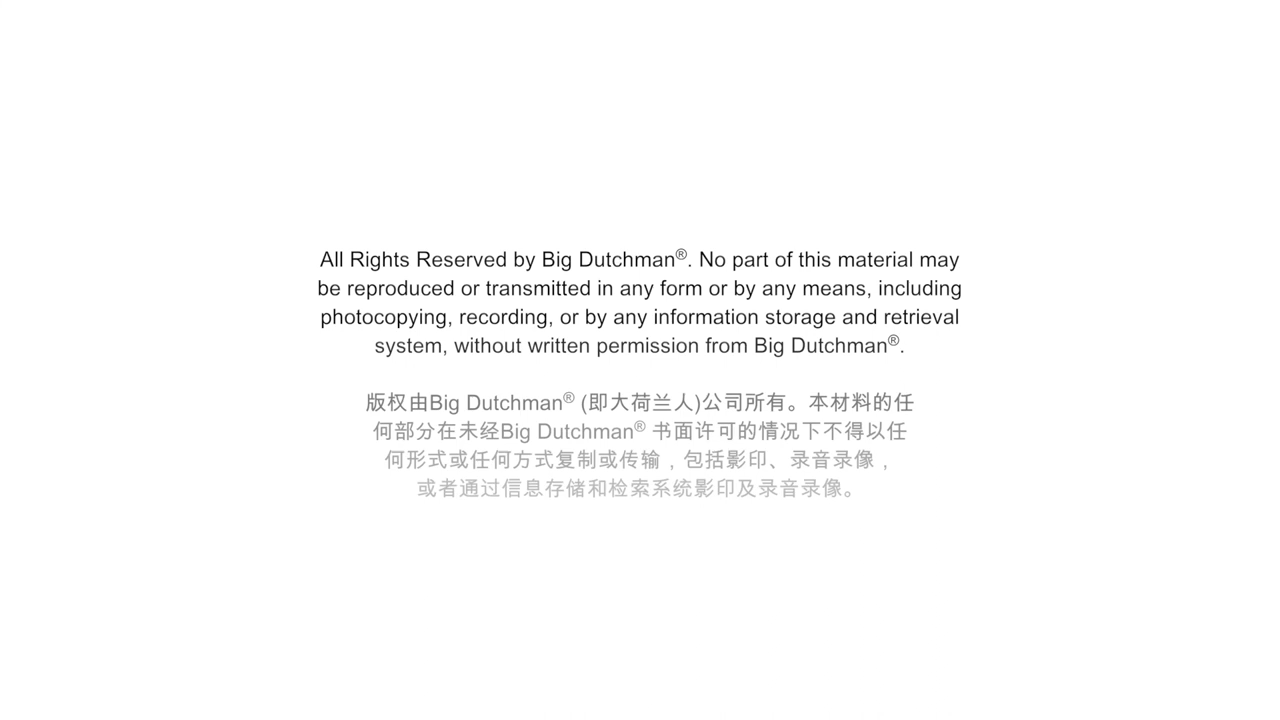 All Rights Reserved by Big Dutchman®. No part of this material may
be reproduced or transmitted in any form or by any means, including
photocopying, recording, or by any information storage and retrieval
system, without written permission from Big Dutchman®.
版权由Big Dutchman® (即大荷兰人)公司所有。本材料的任
何部分在未经Big Dutchman® 书面许可的情况下不得以任
何形式或任何方式复制或传输，包括影印、录音录像，
或者通过信息存储和检索系统影印及录音录像。